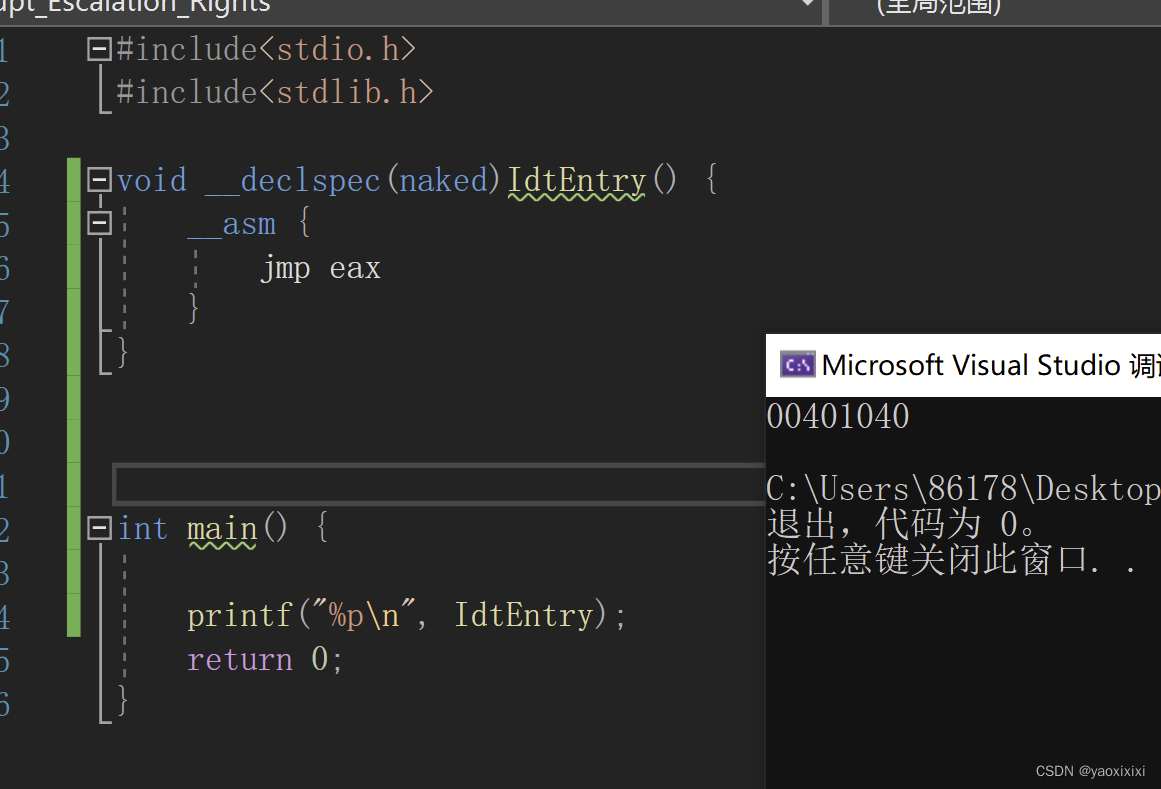 upt_Escalation_Rights (全局范围)
1 #include<stdio.h>
2 #include<stdlib.h>
3
4 void __declspec(naked)IdtEntry() {
5 __asm {
6 jmp eax
7 }
8 }
9
0
1
2 int main() {
3
4 printf("%p\n", IdtEntry);
5 return 0;
6 }
Microsoft Visual Studio 调
00401040
C:\Users\86178\Desktop
退出，代码为 0。
按任意键关闭此窗口. .
CSDN @yaoxixixi